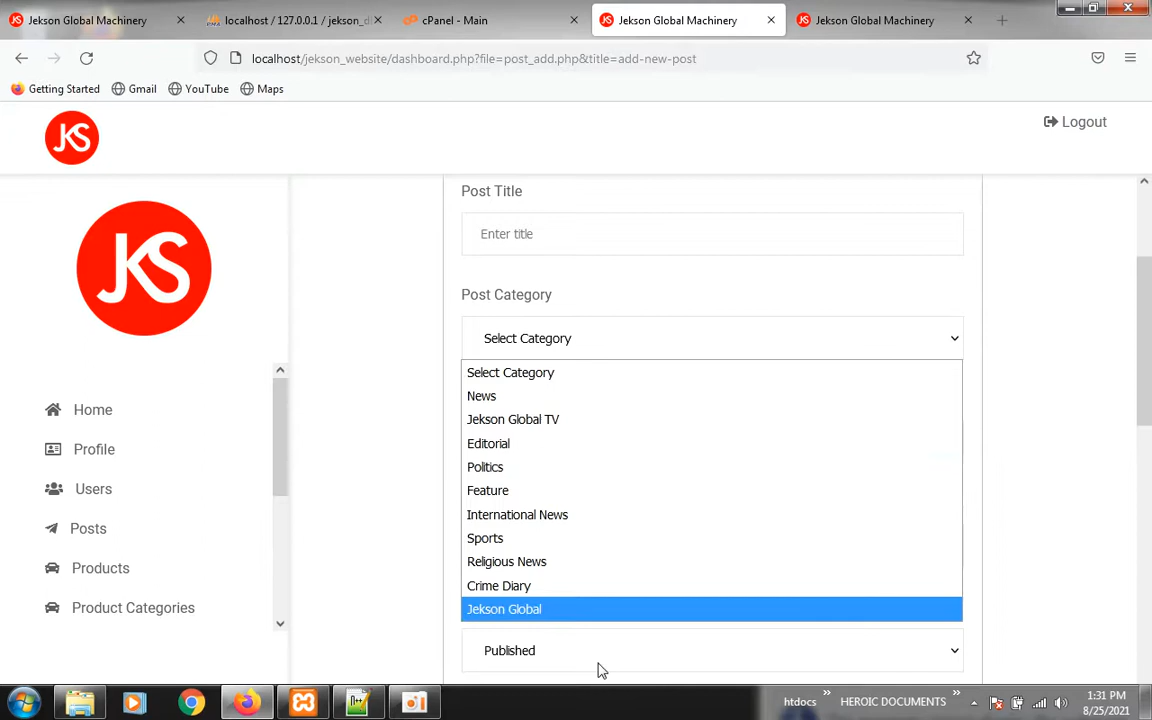 Jekson Global Machinery
localhost / 127.0.0.1 / jekson_d
cPanel - Main
Jekson Global Machinery
Jekson Global Machinery
localhost/jekson_website/dashboard.php?file=post_add.php&title=add-new-post
Getting Started
Gmail
YouTube
Maps
JKS
Logout
JKS
Home
Profile
Users
Posts
Products
Product Categories
Post Title
Enter title
Post Category
Select Category
Select Category
News
Jekson Global TV
Editorial
Politics
Feature
International News
Sports
Religious News
Crime Diary
Jekson Global
Published
htdocs
HEROIC DOCUMENTS
1:31 PM
8/25/2021